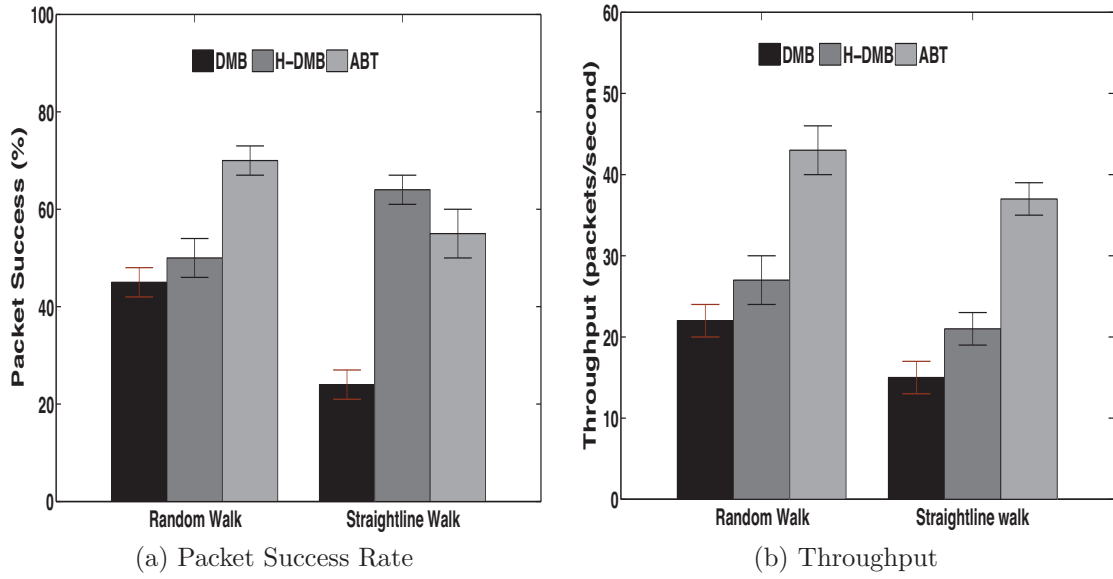 100
80
60
40
20
0
Packet Success (%)
DMB H-DMB ABT
Random Walk Straightline Walk
(a) Packet Success Rate
60
50
40
30
20
10
0
Throughput (packets/second)
DMB H-DMB ABT
Random Walk Straightline walk
(b) Throughput